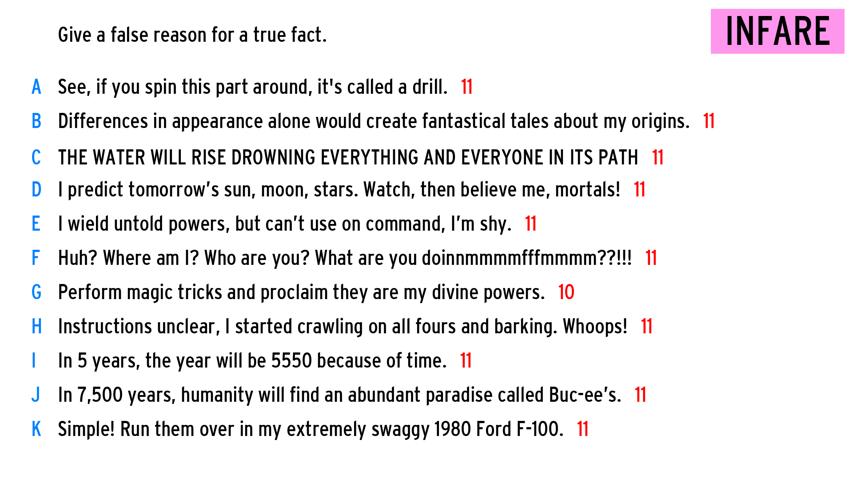 Give a false reason for a true fact.
INFARE
A See, if you spin this part around, it's called a drill. 11
B Differences in appearance alone would create fantastical tales about my origins. 11
C THE WATER WILL RISE DROWNING EVERYTHING AND EVERYONE IN ITS PATH 11
D I predict tomorrow’s sun, moon, stars. Watch, then believe me, mortals! 11
E I wield untold powers, but can’t use on command, I’m shy. 11
F Huh? Where am I? Who are you? What are you doinnmmmmfffmmmm??!!! 11
G Perform magic tricks and proclaim they are my divine powers. 10
H Instructions unclear, I started crawling on all fours and barking. Whoops! 11
I In 5 years, the year will be 5550 because of time. 11
J In 7,500 years, humanity will find an abundant paradise called Buc-ee’s. 11
K Simple! Run them over in my extremely swaggy 1980 Ford F-100. 11